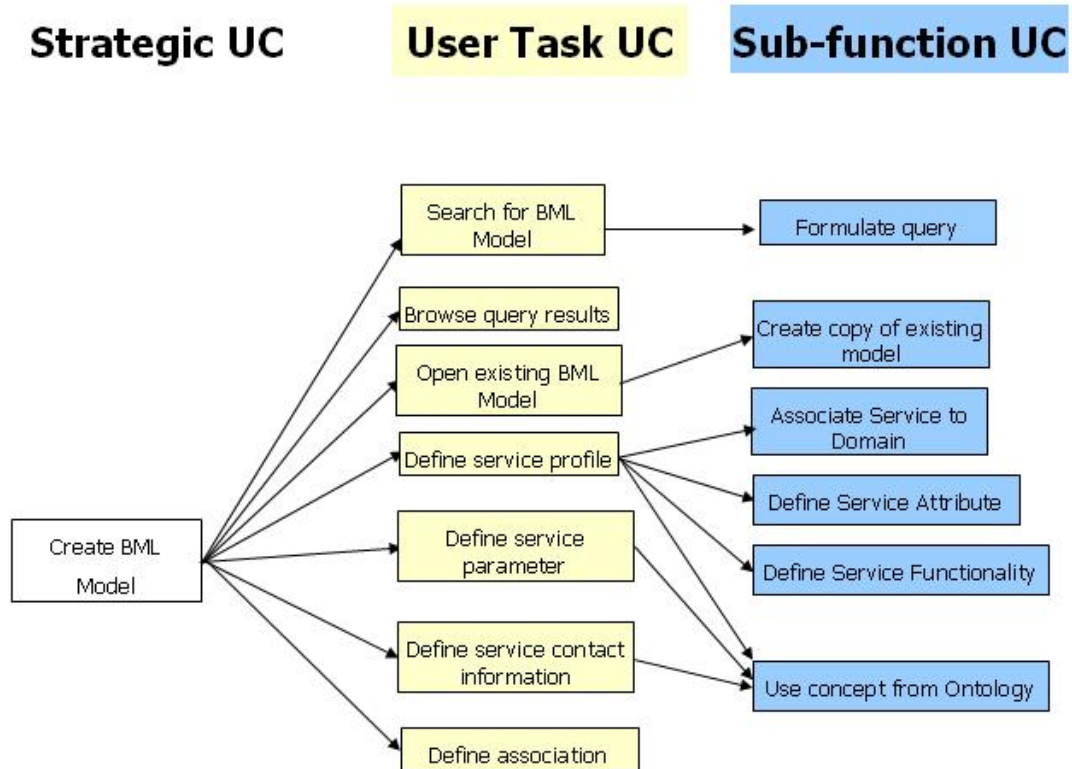 Strategic UC
User Task UC
Sub-function UC
Search for BML
Model
Formulate query
Browse query results
Create copy of existing
model
Open existing BML
Model
Associate Service to
Domain
Define service profile
Define Service Attribute
Create BML
Model
Define service
parameter
Define Service Functionality
Define service contact
information
Use concept from Ontology
Define association